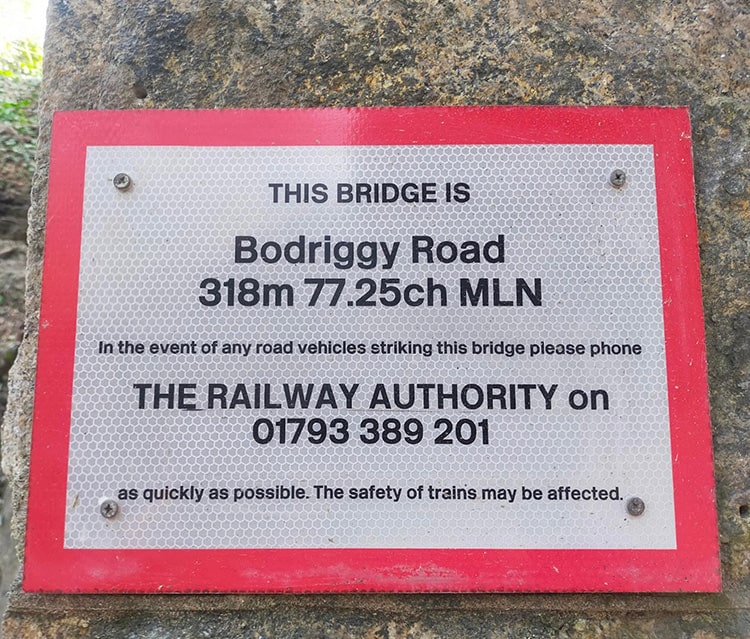 THIS BRIDGE IS
Bodriggy Road
318m 77.25ch MLN
In the event of any road vehicles striking this bridge please phone
THE RAILWAY AUTHORITY on
01793 389 201
as quickly as possible. The safety of trains may be affected.